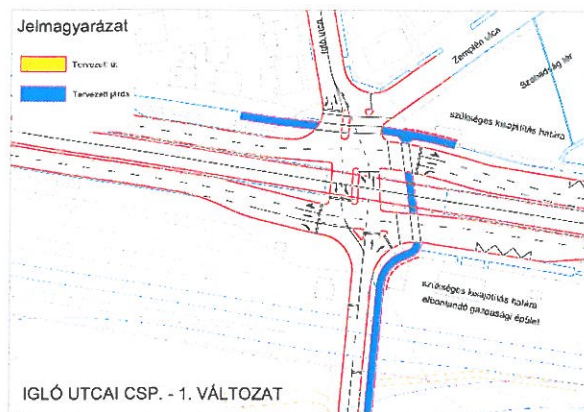 Jelmagyarázat
Tervezett út
Tervezett járda
Igló utca
Zemplén utca
Szabadság tér
szükséges kisajátítás határa
szükséges kisajátítás határa
elbontandó gazdasági épület
IGLÓ UTCAI CSP. - 1. VÁLTOZAT